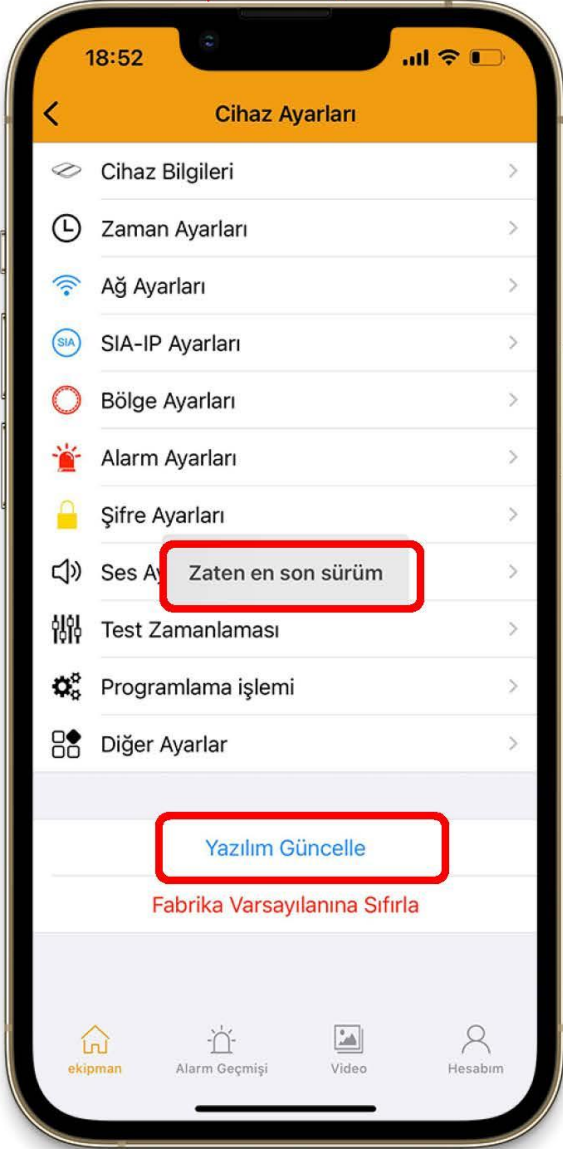 18:52
Cihaz Ayarları
Cihaz Bilgileri
Zaman Ayarları
Ağ Ayarları
SIA
SIA-IP Ayarları
Bölge Ayarları
Alarm Ayarları
Şifre Ayarları
Ses Ay
Zaten en son sürüm
Test Zamanlaması
Programlama işlemi
Diğer Ayarlar
Yazılım Güncelle
Fabrika Varsayılanına Sıfırla
ekipman Alarm Geçmişi Video Hesabım